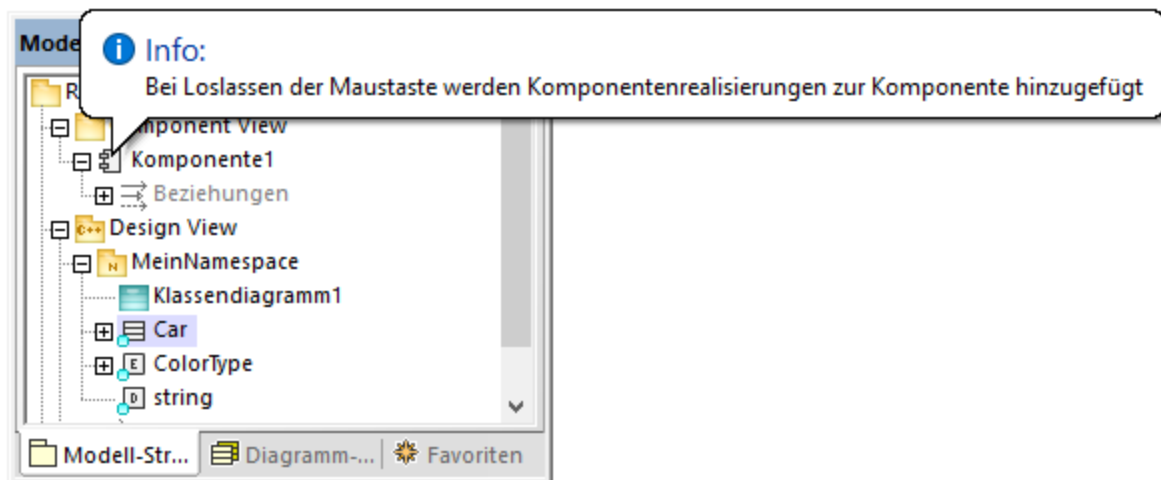 Info:
Bei Loslassen der Maustaste werden Komponentenrealisierungen zur Komponente hinzugefügt
Mode
R
mponent View
Komponente1
Beziehungen
C++ Design View
N MeinNamespace
Klassendiagramm1
Car
E ColorType
D string
Modell-Str... Diagramm-... Favoriten